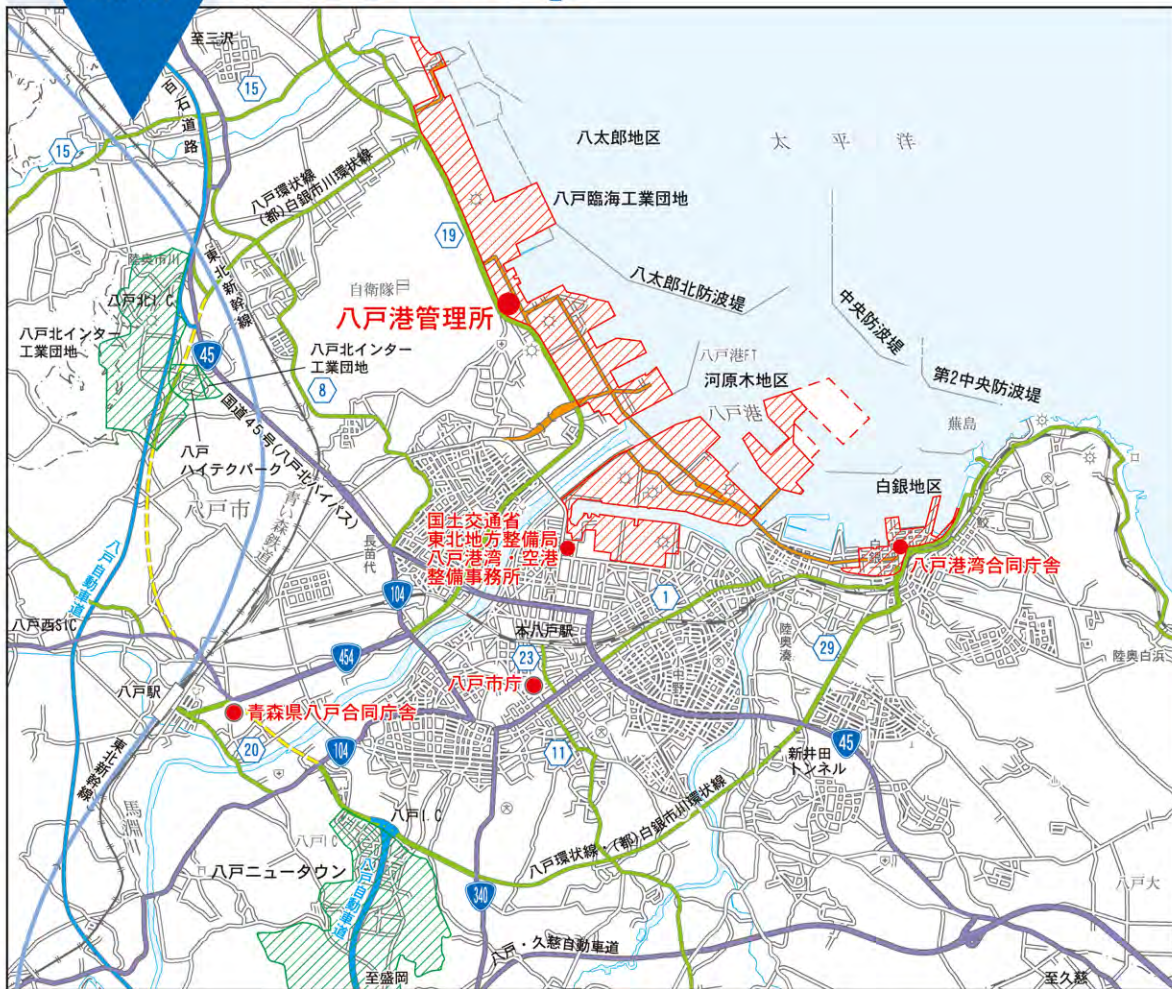 至三沢
百石道路
15
15
八太郎地区
太平洋
八戸環状線
(都)白銀市川環状線
八戸臨海工業団地
19
東北新幹線
陸奥市川
自衛隊
八太郎北防波堤
中央防波堤
八戸北I.C
八戸港管理所
八戸北インター
工業団地
45
八戸北インター
工業団地
8
八戸港FT
河原木地区
八戸港
第2中央防波堤
蕪島
国道45号(八戸北バイパス)
八戸
ハイテクパーク
八戸市
青い森鉄道
白銀地区
鮫
国土交通省
東北地方整備局
八戸港湾・空港
整備事務所
長苗代
白銀
八戸港湾合同庁舎
八戸自動車道
104
1
八戸西SIC
本八戸駅
陸奥湊
29
454
23
陸奥白浜
八戸駅
八戸市庁
中野
青森県八戸合同庁舎
20
104
11
45
新井田
トンネル
東北新幹線
馬淵
八戸I.C
八戸IC
八戸環状線・(都)白銀市川環状線
八戸ニュータウン
八戸自動車道
340
八戸大
八戸・久慈自動車道
至盛岡
至久慈